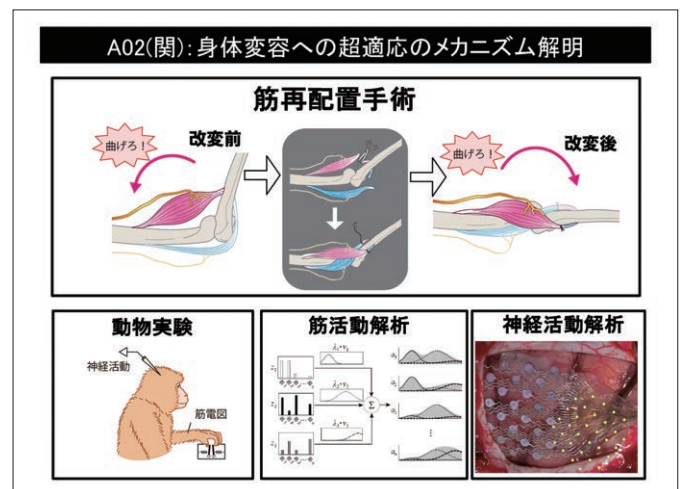 A02(関):身体変容への超適応のメカニズム解明
筋再配置手術
改変前
曲げろ!
改変後
曲げろ!
動物実験
神経活動
筋電図
筋活動解析
Σ
神経活動解析